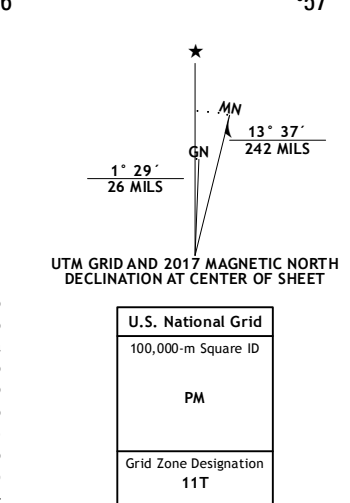 6
57
MN
GN
13° 37´
242 MILS
1° 29´
26 MILS
UTM GRID AND 2017 MAGNETIC NORTH
DECLINATION AT CENTER OF SHEET
U.S. National Grid
100,000-m Square ID
PM
Grid Zone Designation
11T